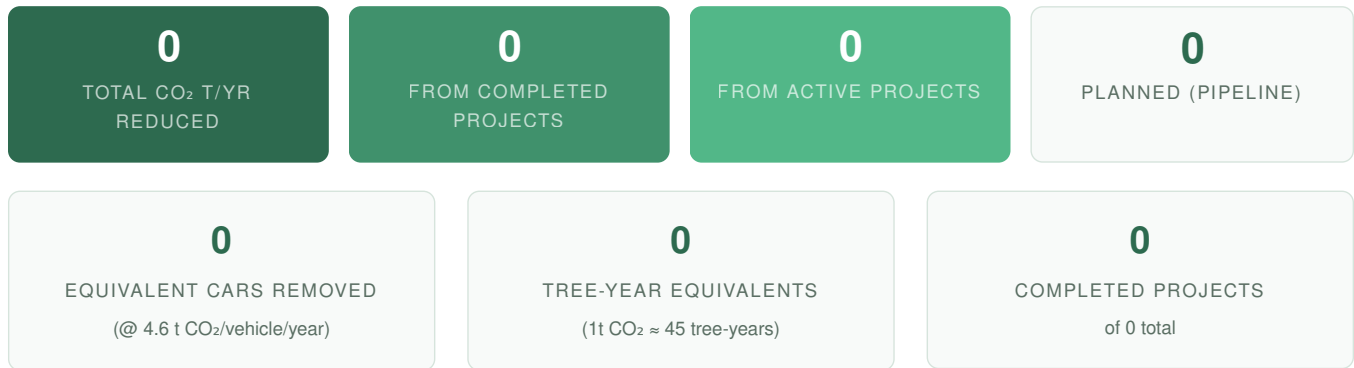 0
TOTAL CO₂ T/YR
REDUCED
0
FROM COMPLETED
PROJECTS
0
FROM ACTIVE PROJECTS
0
PLANNED (PIPELINE)
0
EQUIVALENT CARS REMOVED
(@ 4.6 t CO₂/vehicle/year)
0
TREE-YEAR EQUIVALENTS
(1t CO₂ ≈ 45 tree-years)
0
COMPLETED PROJECTS
of 0 total